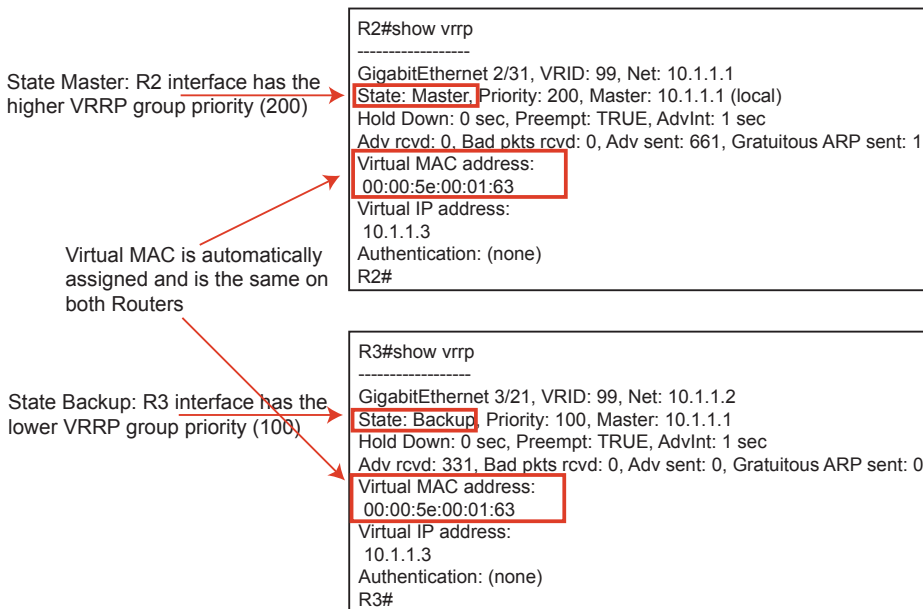 R2#show vrrp
------------------
GigabitEthernet 2/31, VRID: 99, Net: 10.1.1.1
State: Master, Priority: 200, Master: 10.1.1.1 (local)
Hold Down: 0 sec, Preempt: TRUE, AdvInt: 1 sec
Adv rcvd: 0, Bad pkts rcvd: 0, Adv sent: 661, Gratuitous ARP sent: 1
Virtual MAC address:
00:00:5e:00:01:63
Virtual IP address:
10.1.1.3
Authentication: (none)
R2#
State Master: R2 interface has the
higher VRRP group priority (200)
Virtual MAC is automatically
assigned and is the same on
both Routers
R3#show vrrp
------------------
GigabitEthernet 3/21, VRID: 99, Net: 10.1.1.2
State: Backup, Priority: 100, Master: 10.1.1.1
Hold Down: 0 sec, Preempt: TRUE, AdvInt: 1 sec
Adv rcvd: 331, Bad pkts rcvd: 0, Adv sent: 0, Gratuitous ARP sent: 0
Virtual MAC address:
00:00:5e:00:01:63
Virtual IP address:
10.1.1.3
Authentication: (none)
R3#
State Backup: R3 interface has the
lower VRRP group priority (100)